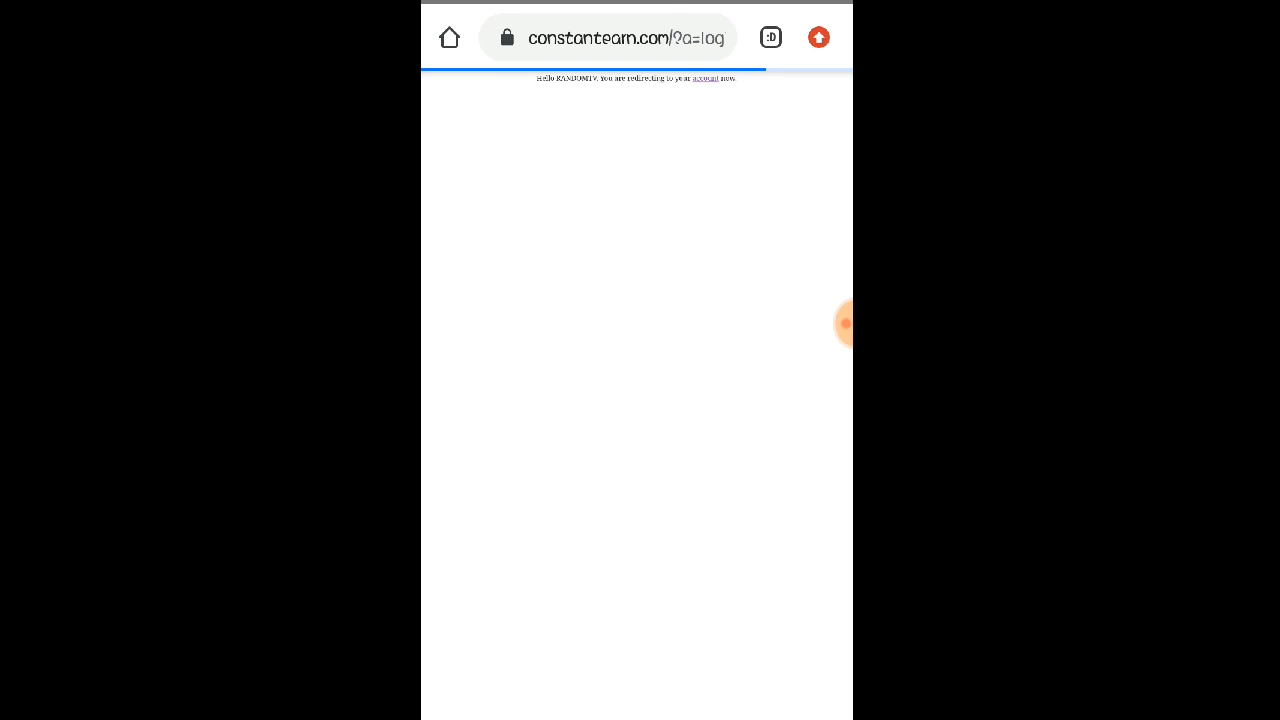 constantearn.com/?a=log
:D
Hello RANDOMTV. You are redirecting to your account now.